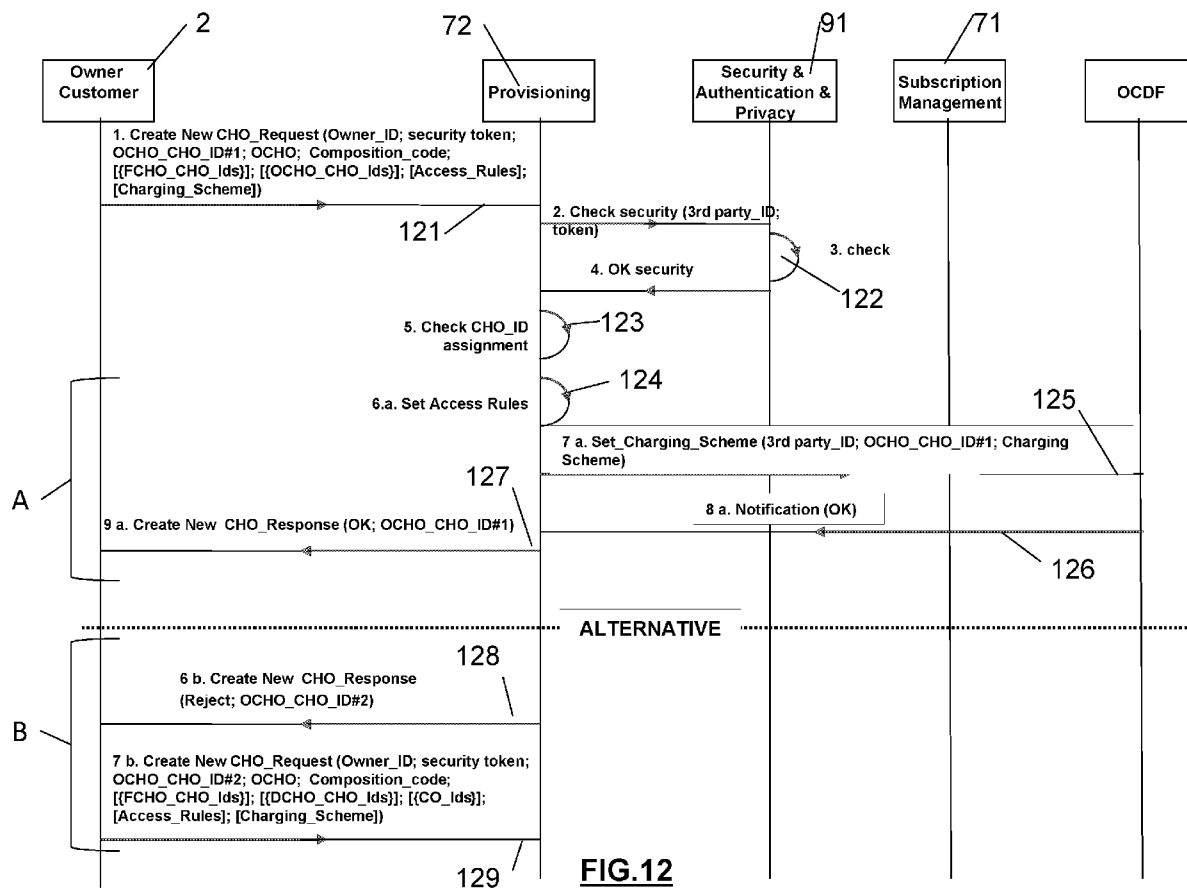 2
72
91
71
Owner
Customer
Provisioning
Security &
Authentication &
Privacy
Subscription
Management
OCDF
1. Create New CHO_Request (Owner_ID; security token;
OCHO_CHO_ID#1; OCHO; Composition_code;
[{FCHO_CHO_Ids}]; [{OCHO_CHO_Ids}]; [Access_Rules];
[Charging_Scheme])
121
2. Check security (3rd party_ID;
token)
3. check
122
4. OK security
5. Check CHO_ID
assignment
123
124
6.a. Set Access Rules
125
7 a. Set_Charging_Scheme (3rd party_ID; OCHO_CHO_ID#1; Charging
Scheme)
A
127
8 a. Notification (OK)
9 a. Create New CHO_Response (OK; OCHO_CHO_ID#1)
126
ALTERNATIVE
128
6 b. Create New CHO_Response
(Reject; OCHO_CHO_ID#2)
B
7 b. Create New CHO_Request (Owner_ID; security token;
OCHO_CHO_ID#2; OCHO; Composition_code;
[{FCHO_CHO_Ids}]; [{DCHO_CHO_Ids}]; [{CO_Ids}];
[Access_Rules]; [Charging_Scheme])
129
FIG.12